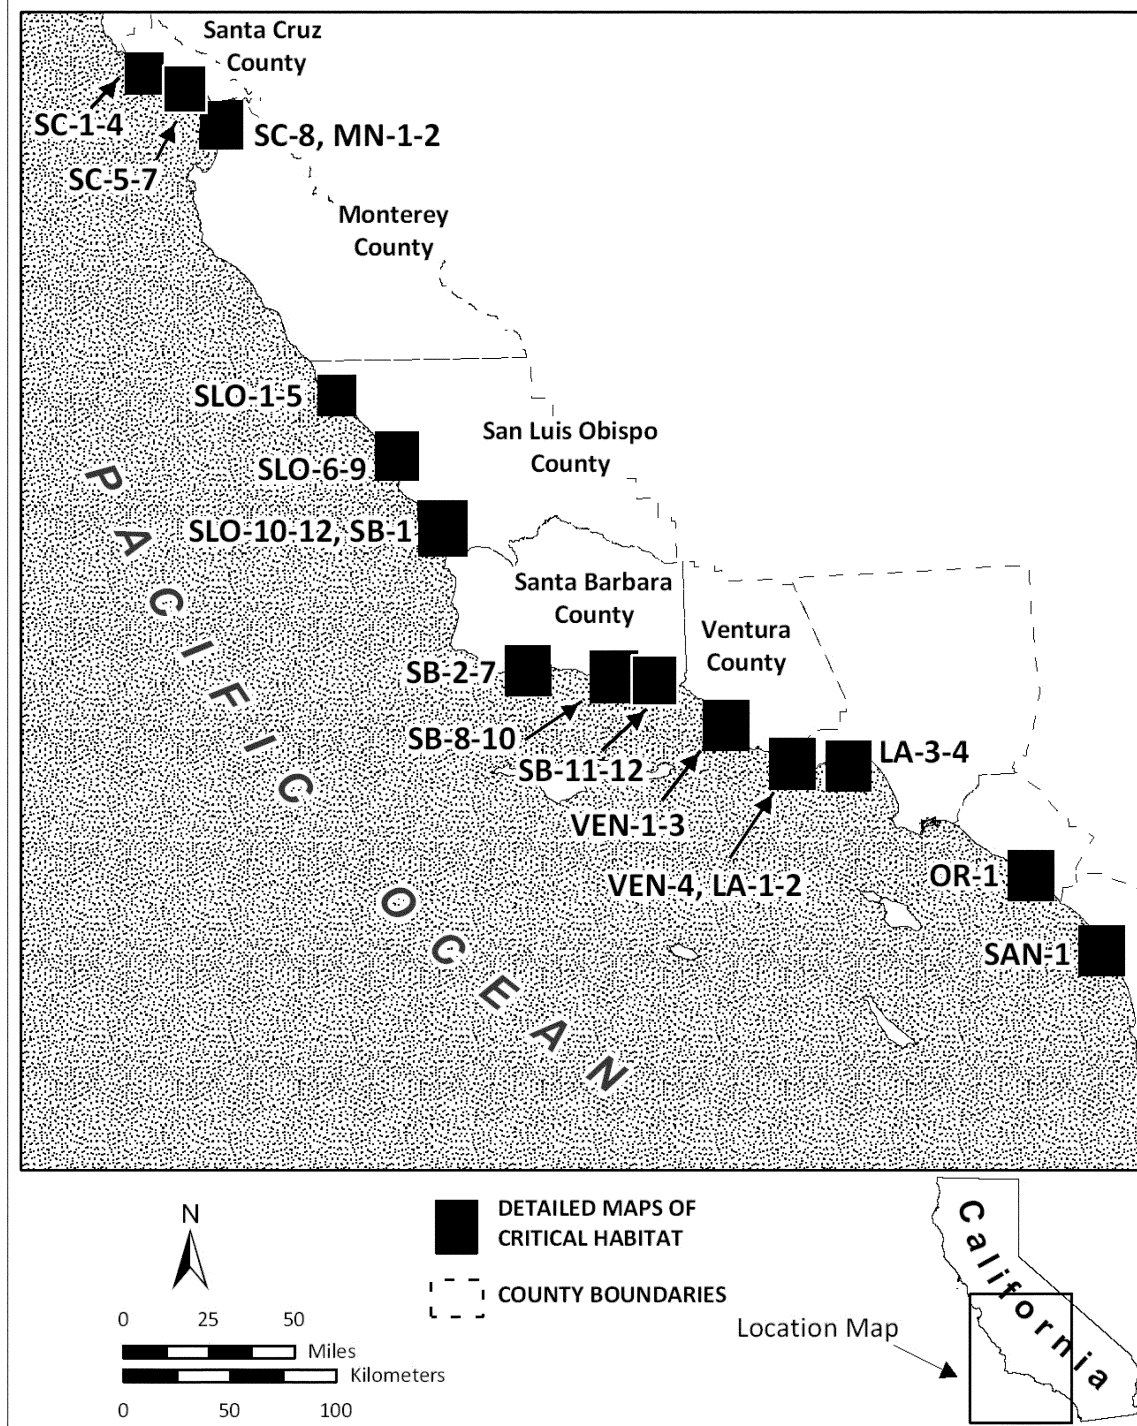 Santa Cruz
County
SC-1-4
SC-5-7
SC-8, MN-1-2
Monterey
County
SLO-1-5
SLO-6-9
San Luis Obispo
County
SLO-10-12, SB-1
Santa Barbara
County
Ventura
County
SB-2-7
SB-8-10
SB-11-12
LA-3-4
VEN-1-3
VEN-4, LA-1-2
OR-1
SAN-1
PACIFIC
OCEAN
N
0 25 50
Miles
Kilometers
0 50 100
DETAILED MAPS OF
CRITICAL HABITAT
COUNTY BOUNDARIES
Location Map
California